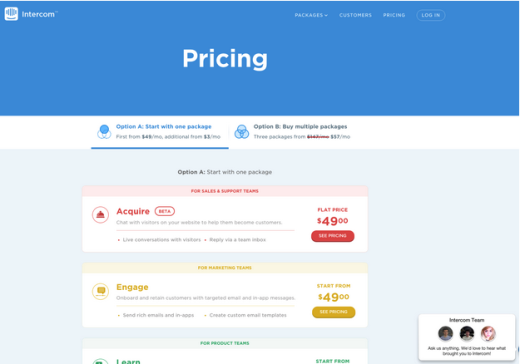 Intercom™
PACKAGES CUSTOMERS PRICING LOG IN
Pricing
Option A: Start with one package
First from $49/mo, additional from $3/mo
Option B: Buy multiple packages
Three packages from $147/mo $57/mo
Option A: Start with one package
FOR SALES & SUPPORT TEAMS
Acquire BETA
Chat with visitors on your website to help them become customers.
• Live conversations with visitors • Reply via a team inbox
FLAT PRICE
$4900
SEE PRICING
FOR MARKETING TEAMS
Engage
Onboard and retain customers with targeted email and in-app messages.
• Send rich emails and in-apps • Create custom email templates
START FROM
$4900
SEE PRICING
FOR PRODUCT TEAMS
Learn
START FROM
Intercom Team
Ask us anything. We'd love to hear what
brought you to Intercom!